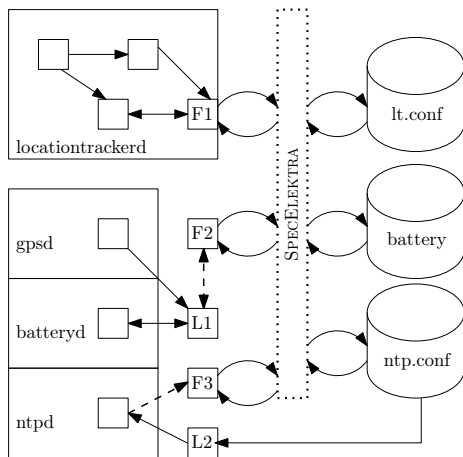 F1
lt.conf
locationtrackerd
SPECELEKTRA
gpsd
F2
battery
batteryd
L1
ntp.conf
F3
ntpd
L2